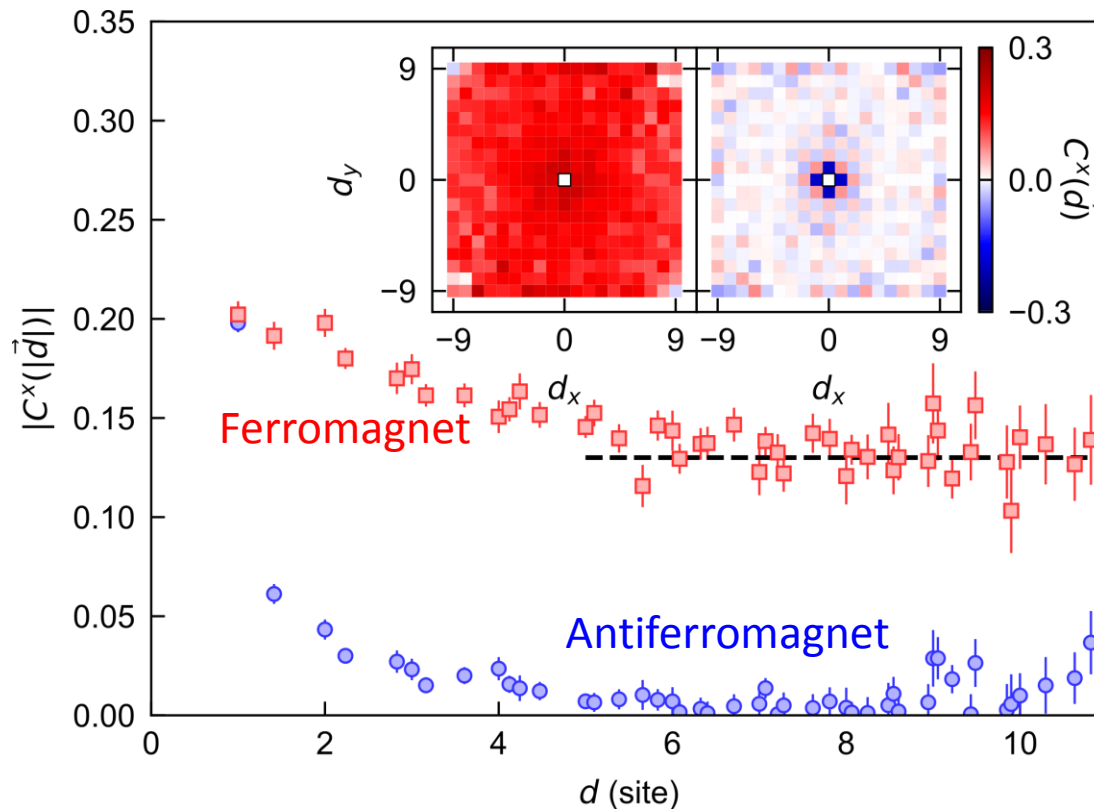 0.35
0.30
0.25
0.20
0.15
0.10
0.05
0.00
|C^x(|d⃗|)|
0 2 4 6 8 10
d (site)
Ferromagnet
Antiferromagnet
9
0
−9
d_y
−9 0 9
d_x
−9 0 9
d_x
0.3
0.0
−0.3
C^x(d⃗)